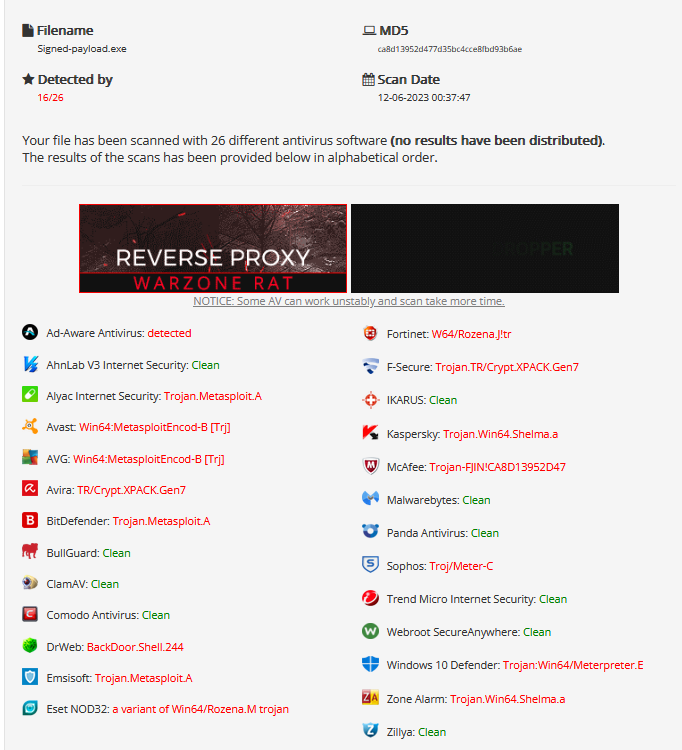 Filename
Signed-payload.exe
MD5
ca8d13952d477d35bc4cce8fbd93b6ae
Detected by
16/26
Scan Date
12-06-2023 00:37:47
Your file has been scanned with 26 different antivirus software (no results have been distributed).
The results of the scans has been provided below in alphabetical order.
REVERSE PROXY
WARZONE RAT
DROPPER
NOTICE: Some AV can work unstably and scan take more time.
Ad-Aware Antivirus: detected
AhnLab V3 Internet Security: Clean
Alyac Internet Security: Trojan.Metasploit.A
Avast: Win64:MetasploitEncod-B [Trj]
AVG: Win64:MetasploitEncod-B [Trj]
Avira: TR/Crypt.XPACK.Gen7
BitDefender: Trojan.Metasploit.A
BullGuard: Clean
ClamAV: Clean
Comodo Antivirus: Clean
DrWeb: BackDoor.Shell.244
Emsisoft: Trojan.Metasploit.A
Eset NOD32: a variant of Win64/Rozena.M trojan
Fortinet: W64/Rozena.J!tr
F-Secure: Trojan.TR/Crypt.XPACK.Gen7
IKARUS: Clean
Kaspersky: Trojan.Win64.Shelma.a
McAfee: Trojan-FJIN!CA8D13952D47
Malwarebytes: Clean
Panda Antivirus: Clean
Sophos: Troj/Meter-C
Trend Micro Internet Security: Clean
Webroot SecureAnywhere: Clean
Windows 10 Defender: Trojan:Win64/Meterpreter.E
Zone Alarm: Trojan.Win64.Shelma.a
Zillya: Clean